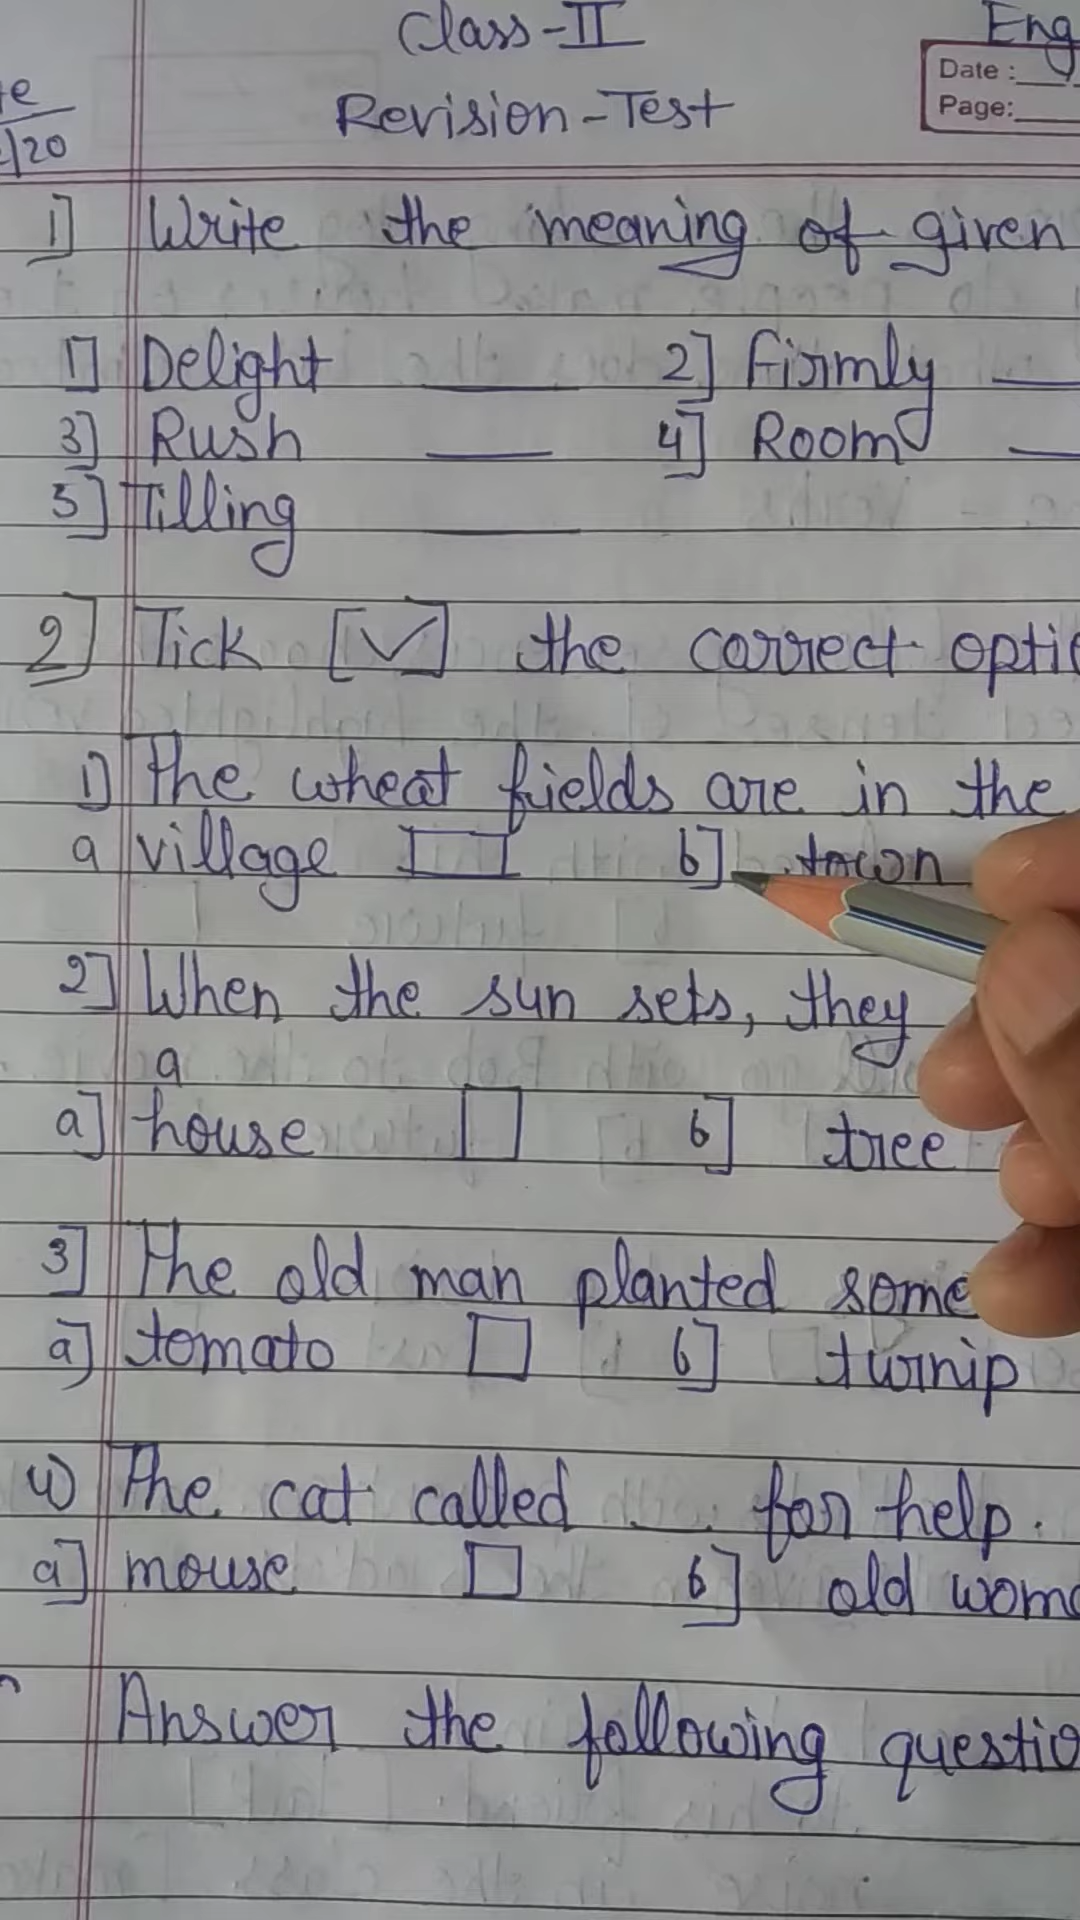 Class-II Eng
Date:
Revision-Test
Page:
/20
1] Write the meaning of given
1] Delight 2] Firmly
3] Rush 4] Room
5] Tilling
2] Tick [✓] the correct
1) The wheat fields are in the
a village b] town
2] When the sun sets, they
a
a] house b] tree
3] The old man planted some
a] tomato b] turnip
4) The cat called ___ for help.
a] mouse b] old
Answer the following